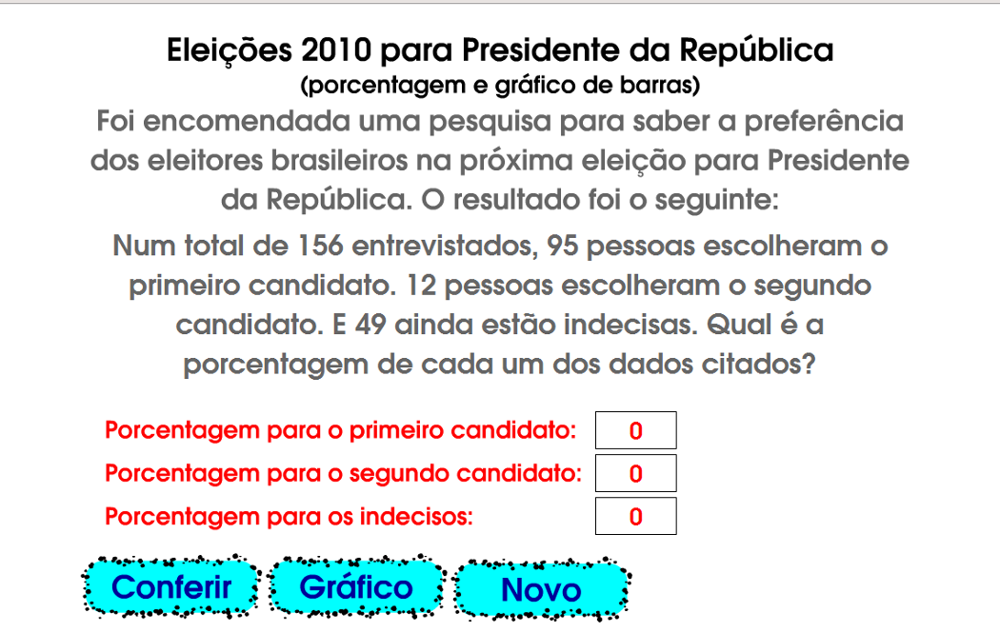 Eleições 2010 para Presidente da República
(porcentagem e gráfico de barras)
Foi encomendada uma pesquisa para saber a preferência
dos eleitores brasileiros na próxima eleição para Presidente
da República. O resultado foi o seguinte:
Num total de 156 entrevistados, 95 pessoas escolheram o
primeiro candidato. 12 pessoas escolheram o segundo
candidato. E 49 ainda estão indecisas. Qual é a
porcentagem de cada um dos dados citados?
Porcentagem para o primeiro candidato: 0
Porcentagem para o segundo candidato: 0
Porcentagem para os indecisos: 0
Conferir Gráfico Novo